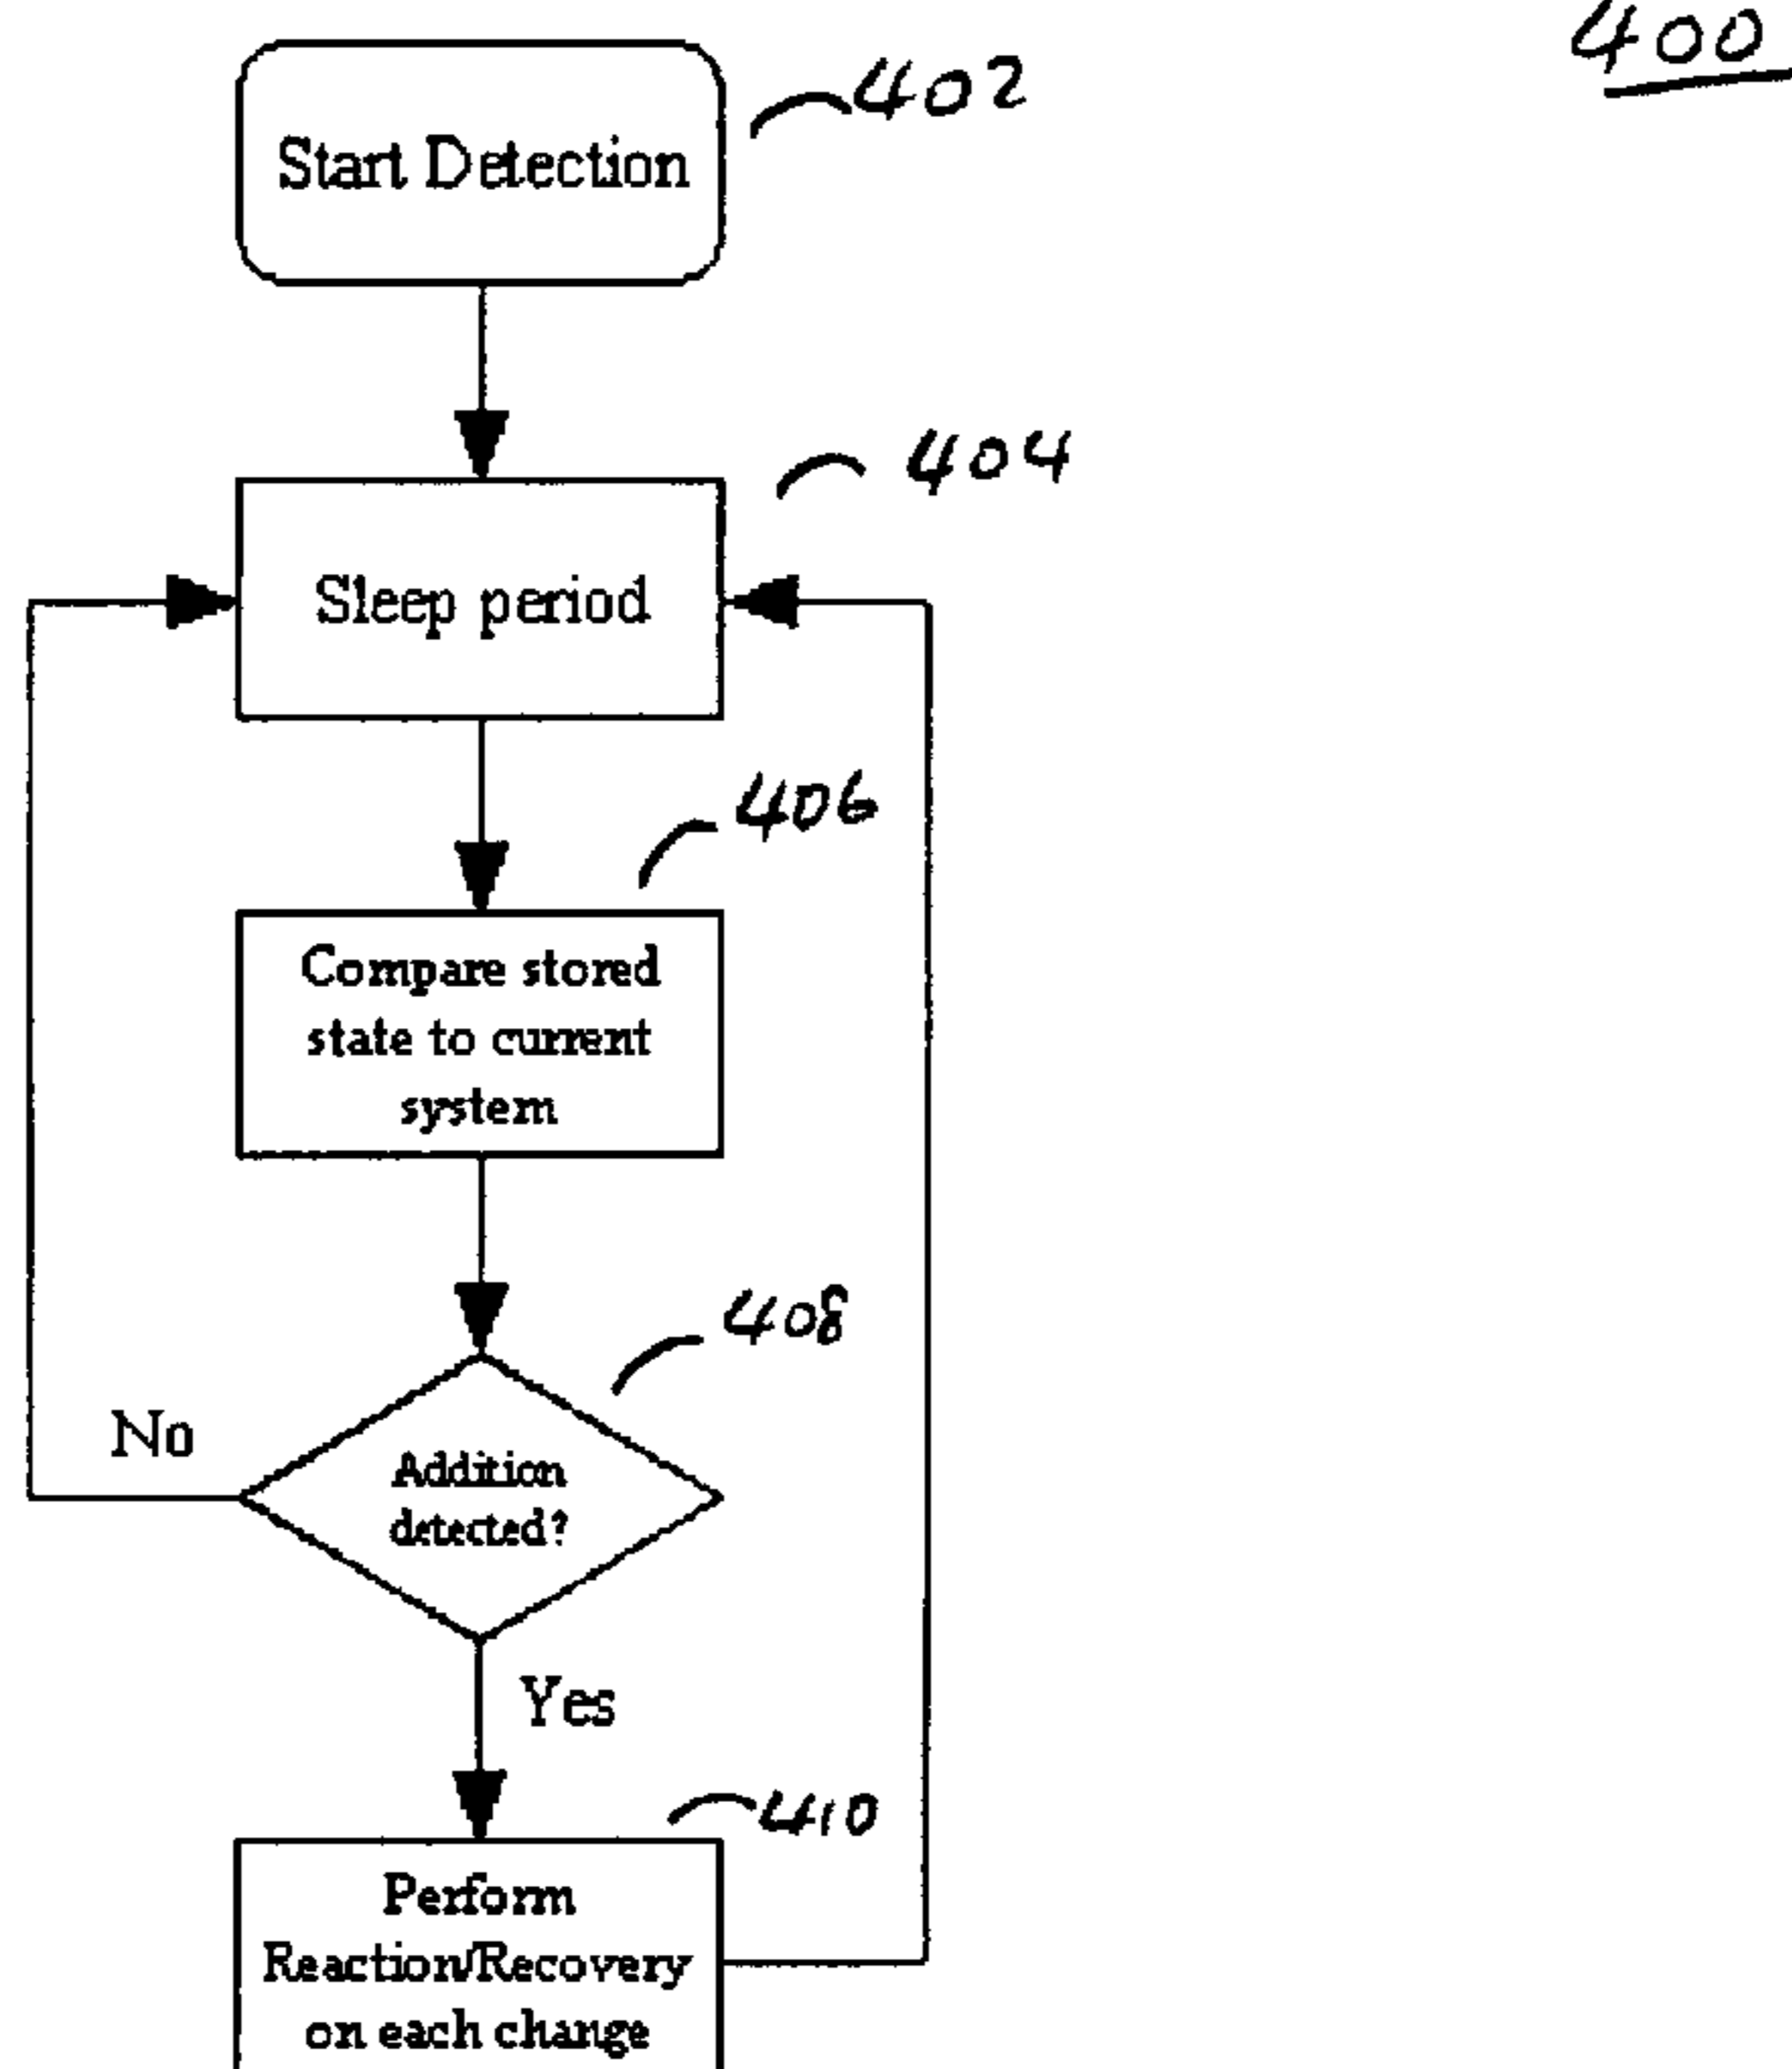 400
402
Start Detection
404
Sleep period
406
Compare stored
state to current
system
408
Addition
detected?
No
Yes
410
Perform
Reaction/Recovery
on each change